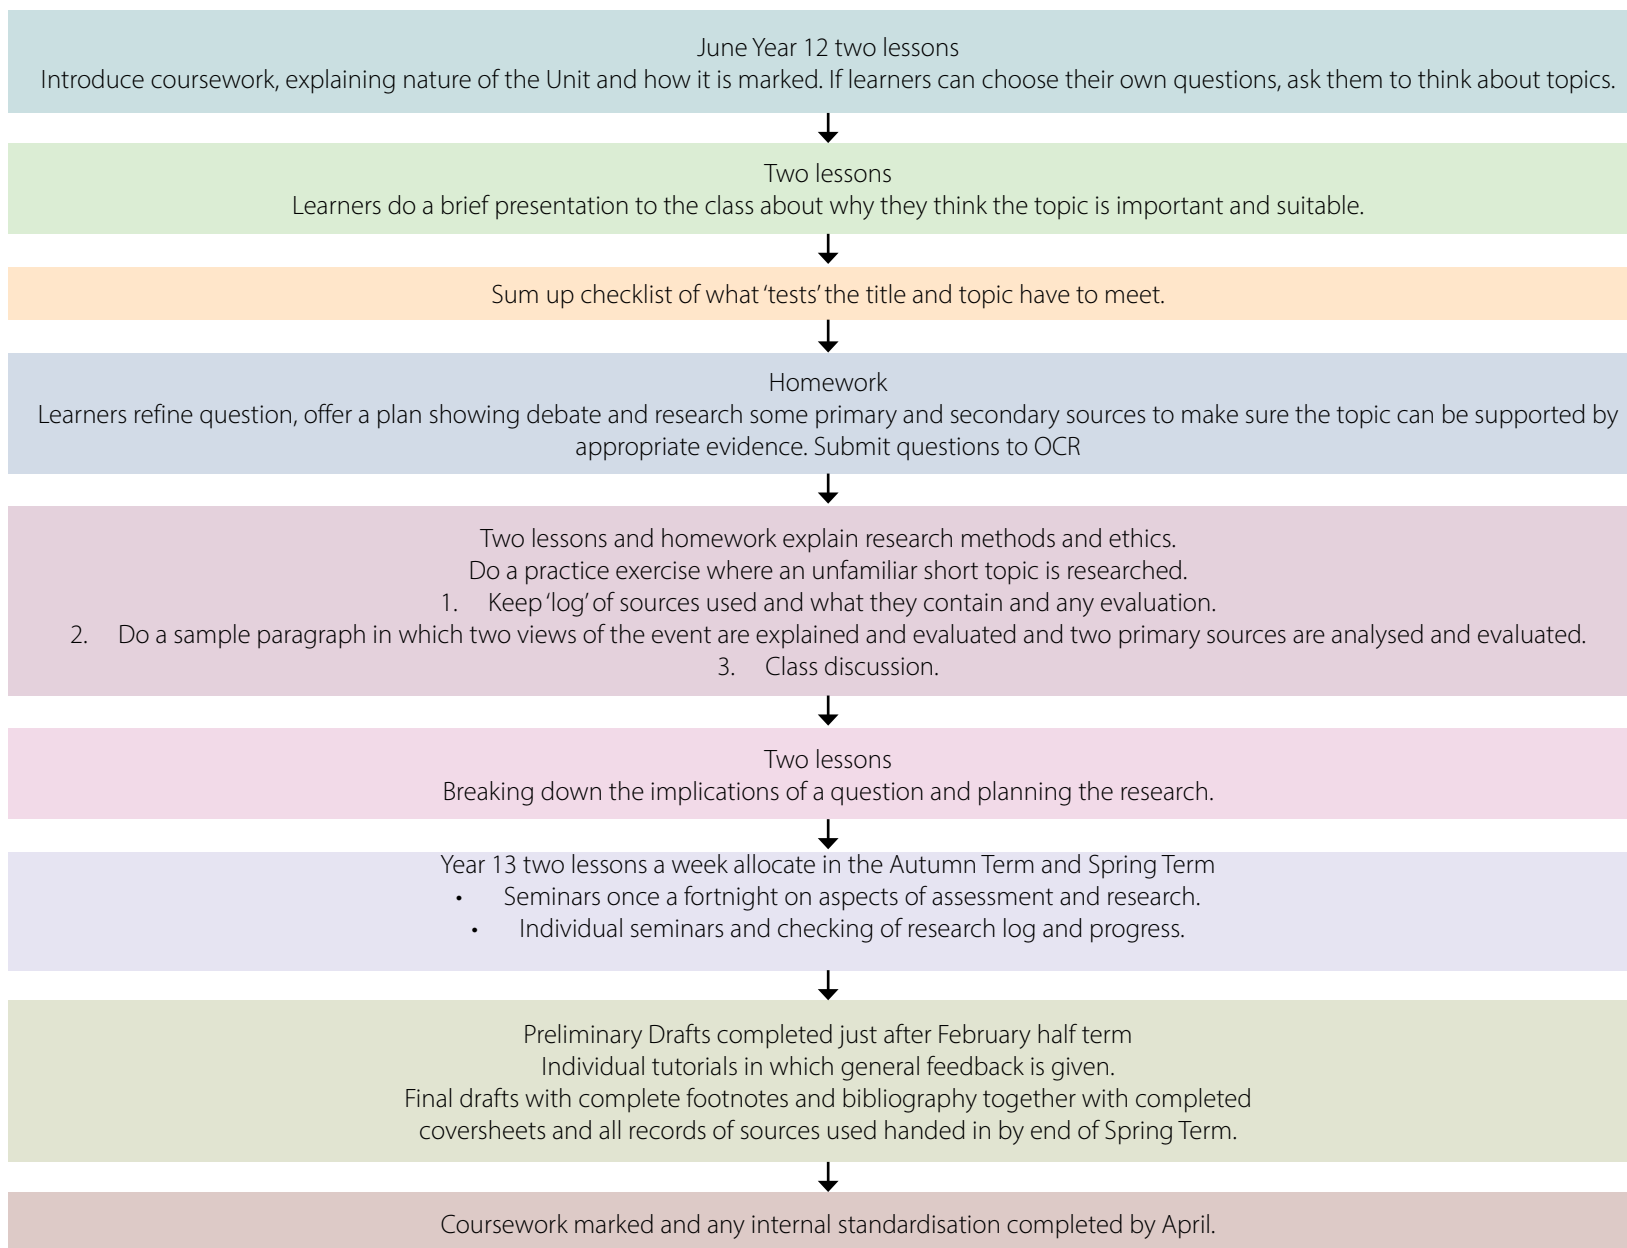 June Year 12 two lessons
Introduce coursework, explaining nature of the Unit and how it is marked. If learners can choose their own questions, ask them to think about topics.
Two lessons
Learners do a brief presentation to the class about why they think the topic is important and suitable.
Sum up checklist of what ‘tests’ the title and topic have to meet.
Homework
Learners refine question, offer a plan showing debate and research some primary and secondary sources to make sure the topic can be supported by
appropriate evidence. Submit questions to OCR
Two lessons and homework explain research methods and ethics.
Do a practice exercise where an unfamiliar short topic is researched.
1. Keep ‘log’ of sources used and what they contain and any evaluation.
2. Do a sample paragraph in which two views of the event are explained and evaluated and two primary sources are analysed and evaluated.
3. Class discussion.
Two lessons
Breaking down the implications of a question and planning the research.
Year 13 two lessons a week allocate in the Autumn Term and Spring Term
• Seminars once a fortnight on aspects of assessment and research.
• Individual seminars and checking of research log and progress.
Preliminary Drafts completed just after February half term
Individual tutorials in which general feedback is given.
Final drafts with complete footnotes and bibliography together with completed
coversheets and all records of sources used handed in by end of Spring Term.
Coursework marked and any internal standardisation completed by April.